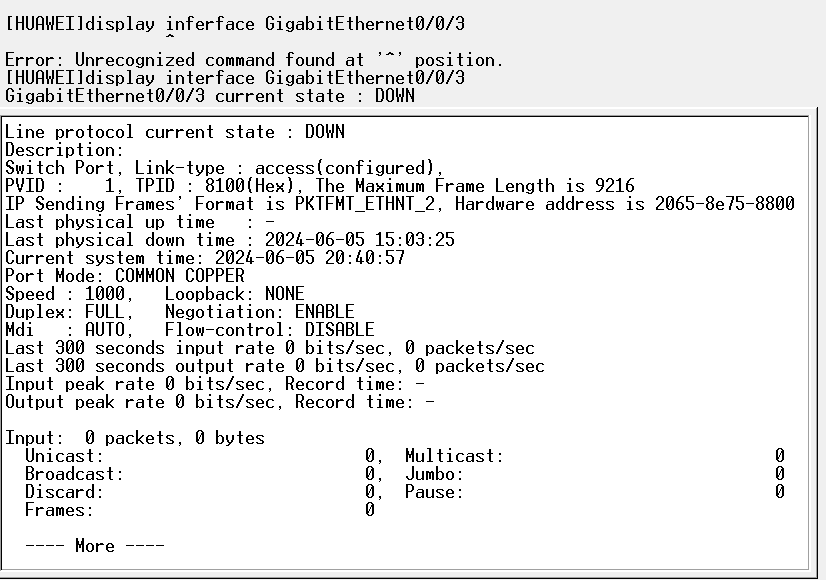 [HUAWEI]display inferface GigabitEthernet0/0/3
^
Error: Unrecognized command found at '^' position.
[HUAWEI]display interface GigabitEthernet0/0/3
GigabitEthernet0/0/3 current state : DOWN
Line protocol current state : DOWN
Description:
Switch Port, Link-type : access(configured),
PVID :    1, TPID : 8100(Hex), The Maximum Frame Length is 9216
IP Sending Frames' Format is PKTFMT_ETHNT_2, Hardware address is 2065-8e75-8800
Last physical up time   : -
Last physical down time : 2024-06-05 15:03:25
Current system time: 2024-06-05 20:40:57
Port Mode: COMMON COPPER
Speed : 1000,   Loopback: NONE
Duplex: FULL,   Negotiation: ENABLE
Mdi   : AUTO,   Flow-control: DISABLE
Last 300 seconds input rate 0 bits/sec, 0 packets/sec
Last 300 seconds output rate 0 bits/sec, 0 packets/sec
Input peak rate 0 bits/sec, Record time: -
Output peak rate 0 bits/sec, Record time: -
Input:  0 packets, 0 bytes
Unicast:                          0,  Multicast:                           0
Broadcast:                        0,  Jumbo:                               0
Discard:                          0,  Pause:                               0
Frames:                           0
---- More ----